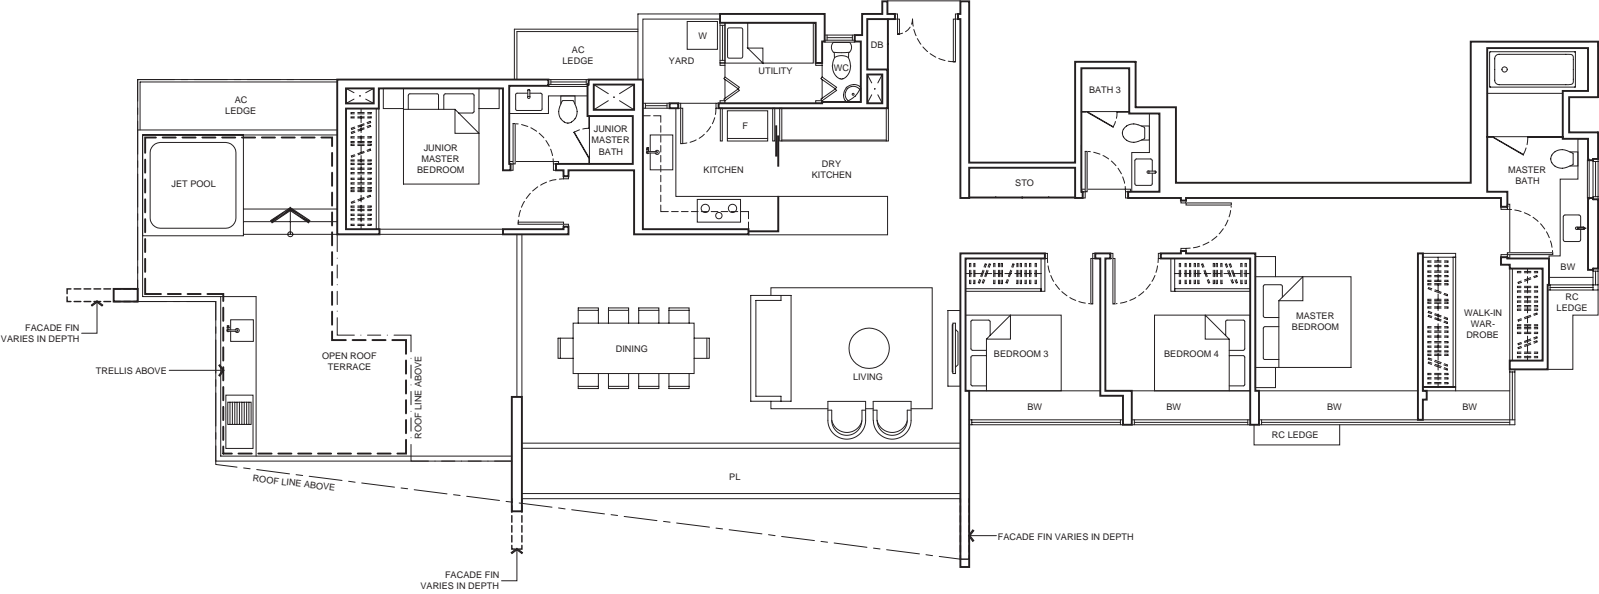 AC
LEDGE
W
YARD
UTILITY
WC
DB
AC
LEDGE
JET POOL
JUNIOR
MASTER
BEDROOM
JUNIOR
MASTER
BATH
F
KITCHEN
DRY
KITCHEN
STO
BATH 3
MASTER
BATH
BW
RC
LEDGE
FACADE FIN
VARIES IN DEPTH
TRELLIS ABOVE
OPEN ROOF
TERRACE
ROOF LINE ABOVE
DINING
LIVING
BEDROOM 3
BEDROOM 4
MASTER
BEDROOM
WALK-IN
WAR-
DROBE
BW
BW
BW
BW
RC LEDGE
ROOF LINE ABOVE
PL
FACADE FIN VARIES IN DEPTH
FACADE FIN
VARIES IN DEPTH